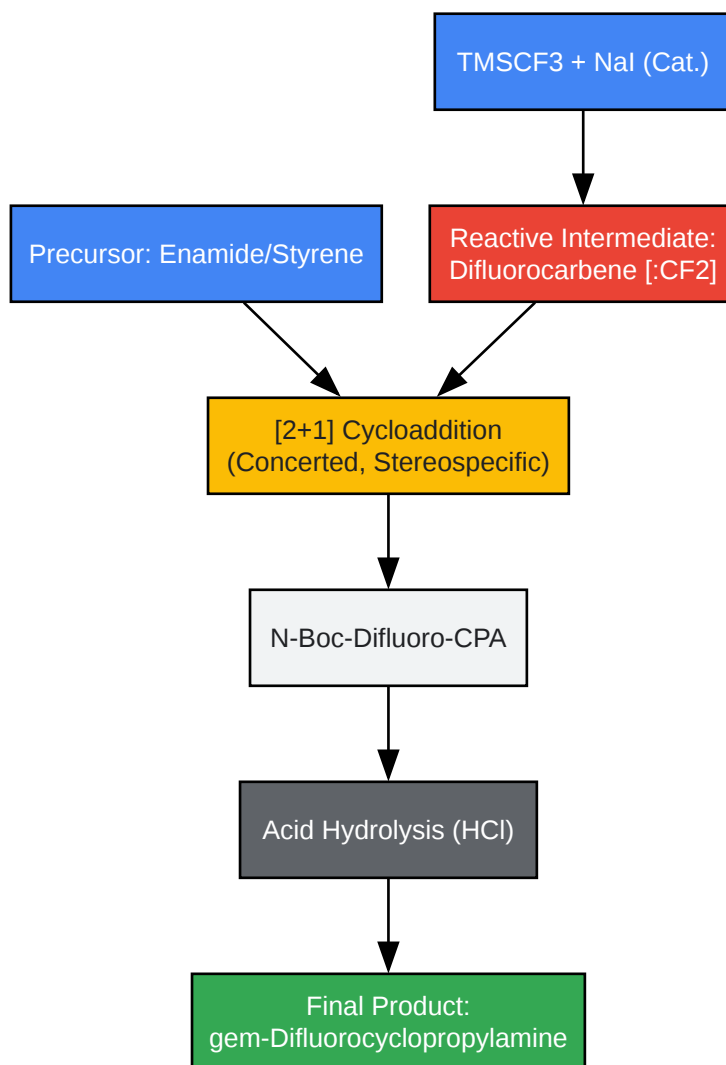 TMSCF3 + NaI (Cat.)
Precursor: Enamide/Styrene
Reactive Intermediate:
Difluorocarbene [:CF2]
[2+1] Cycloaddition
(Concerted, Stereospecific)
N-Boc-Difluoro-CPA
Acid Hydrolysis (HCl)
Final Product:
gem-Difluorocyclopropylamine